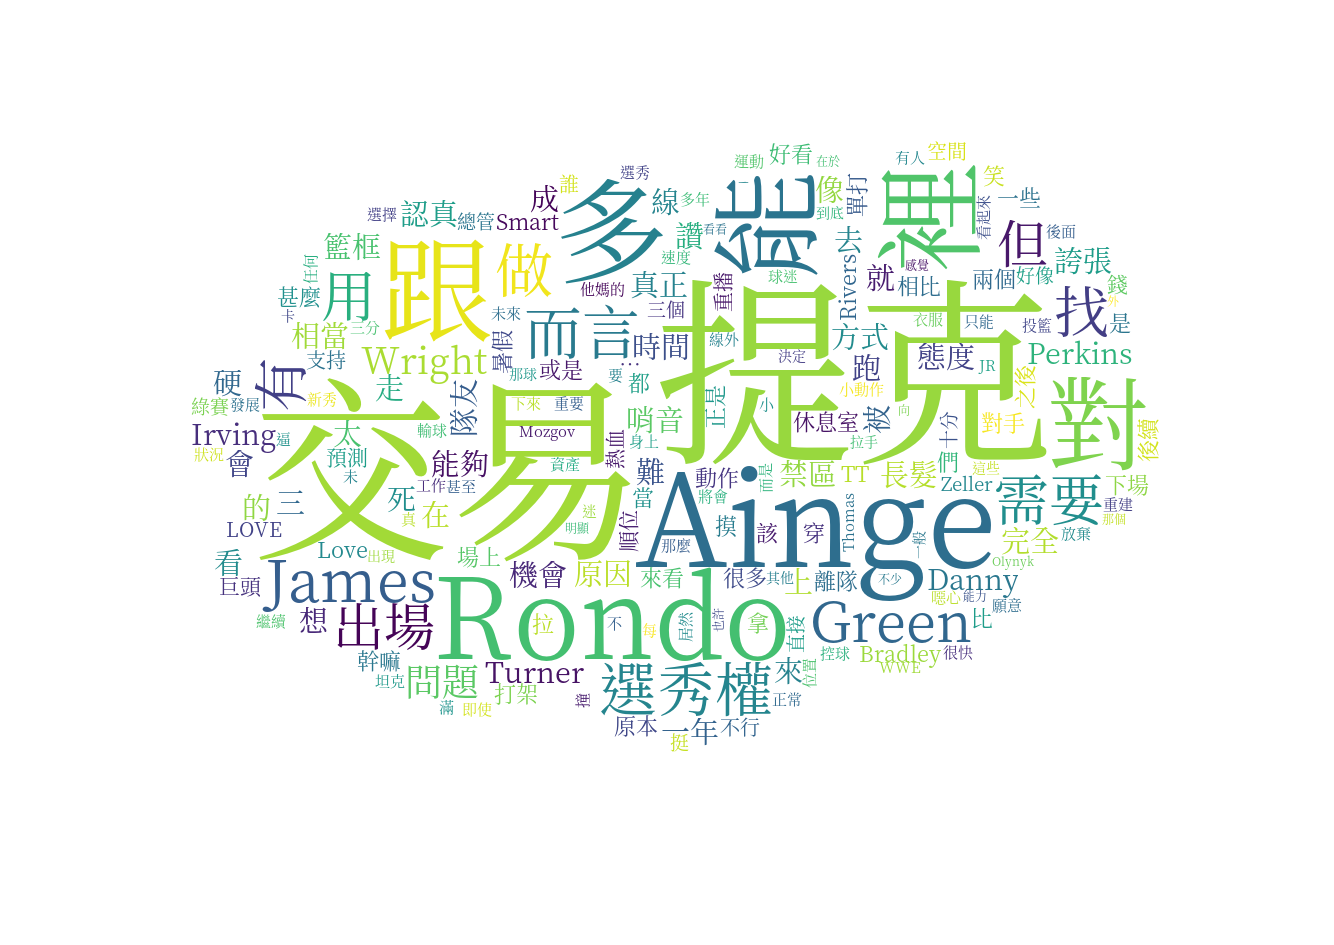 運動
好看
在於
有人
空間
選秀
誰
多
能
像
單打
裡
笑
一些
選擇
認真
總管
Smart
成
線
多年
到底
看起來
但
後面
籃框
讚
看看
去
任何
跟
做
速度
球迷
感覺
就
誇張
甚麼
用
他媽的
真正
重播
Rivers
相比
兩個
好像
錢
外
卡
相當
三分
未來
而言
三個
提克
衣服
只能
投籃
找
是
支持
Wright
暑假
時間
線外
方式
態度
Perkins
有
那球
或是
…
決定
跑
JR
硬
走
隊友
要
都
小動作
對
之後
綠賽
發展
新秀
交易
下來
重要
正是
小
向
Irving
逼
太
輸球
Mozgov
熱血
哨音
休息室
被
十分
對手
後續
狀況
會
預測
能夠
資產
身上
拉手
未
工作
甚至
難
動作
而是
禁區
TT
長髮
們
這些
的
三
死
當
將會
Ainge
Zeller
需要
下場
重建
真
在
迷
明顯
順位
摸
該
穿
Thomas
一般
放棄
那個
LOVE
Love
出現
那麼
完全
看
場上
機會
原因
來看
很多
其他
上
離隊
不少
Danny
Olynyk
巨頭
James
Rondo
噁心
能力
願意
繼續
想
出場
拉
不
每
居然
也許
拿
直接
Green
比
幹嘛
控球
Bradley
很快
坦克
問題
Turner
選秀權
來
位置
WWE
滿
即使
打架
撞
正常
原本
一年
不行
挺